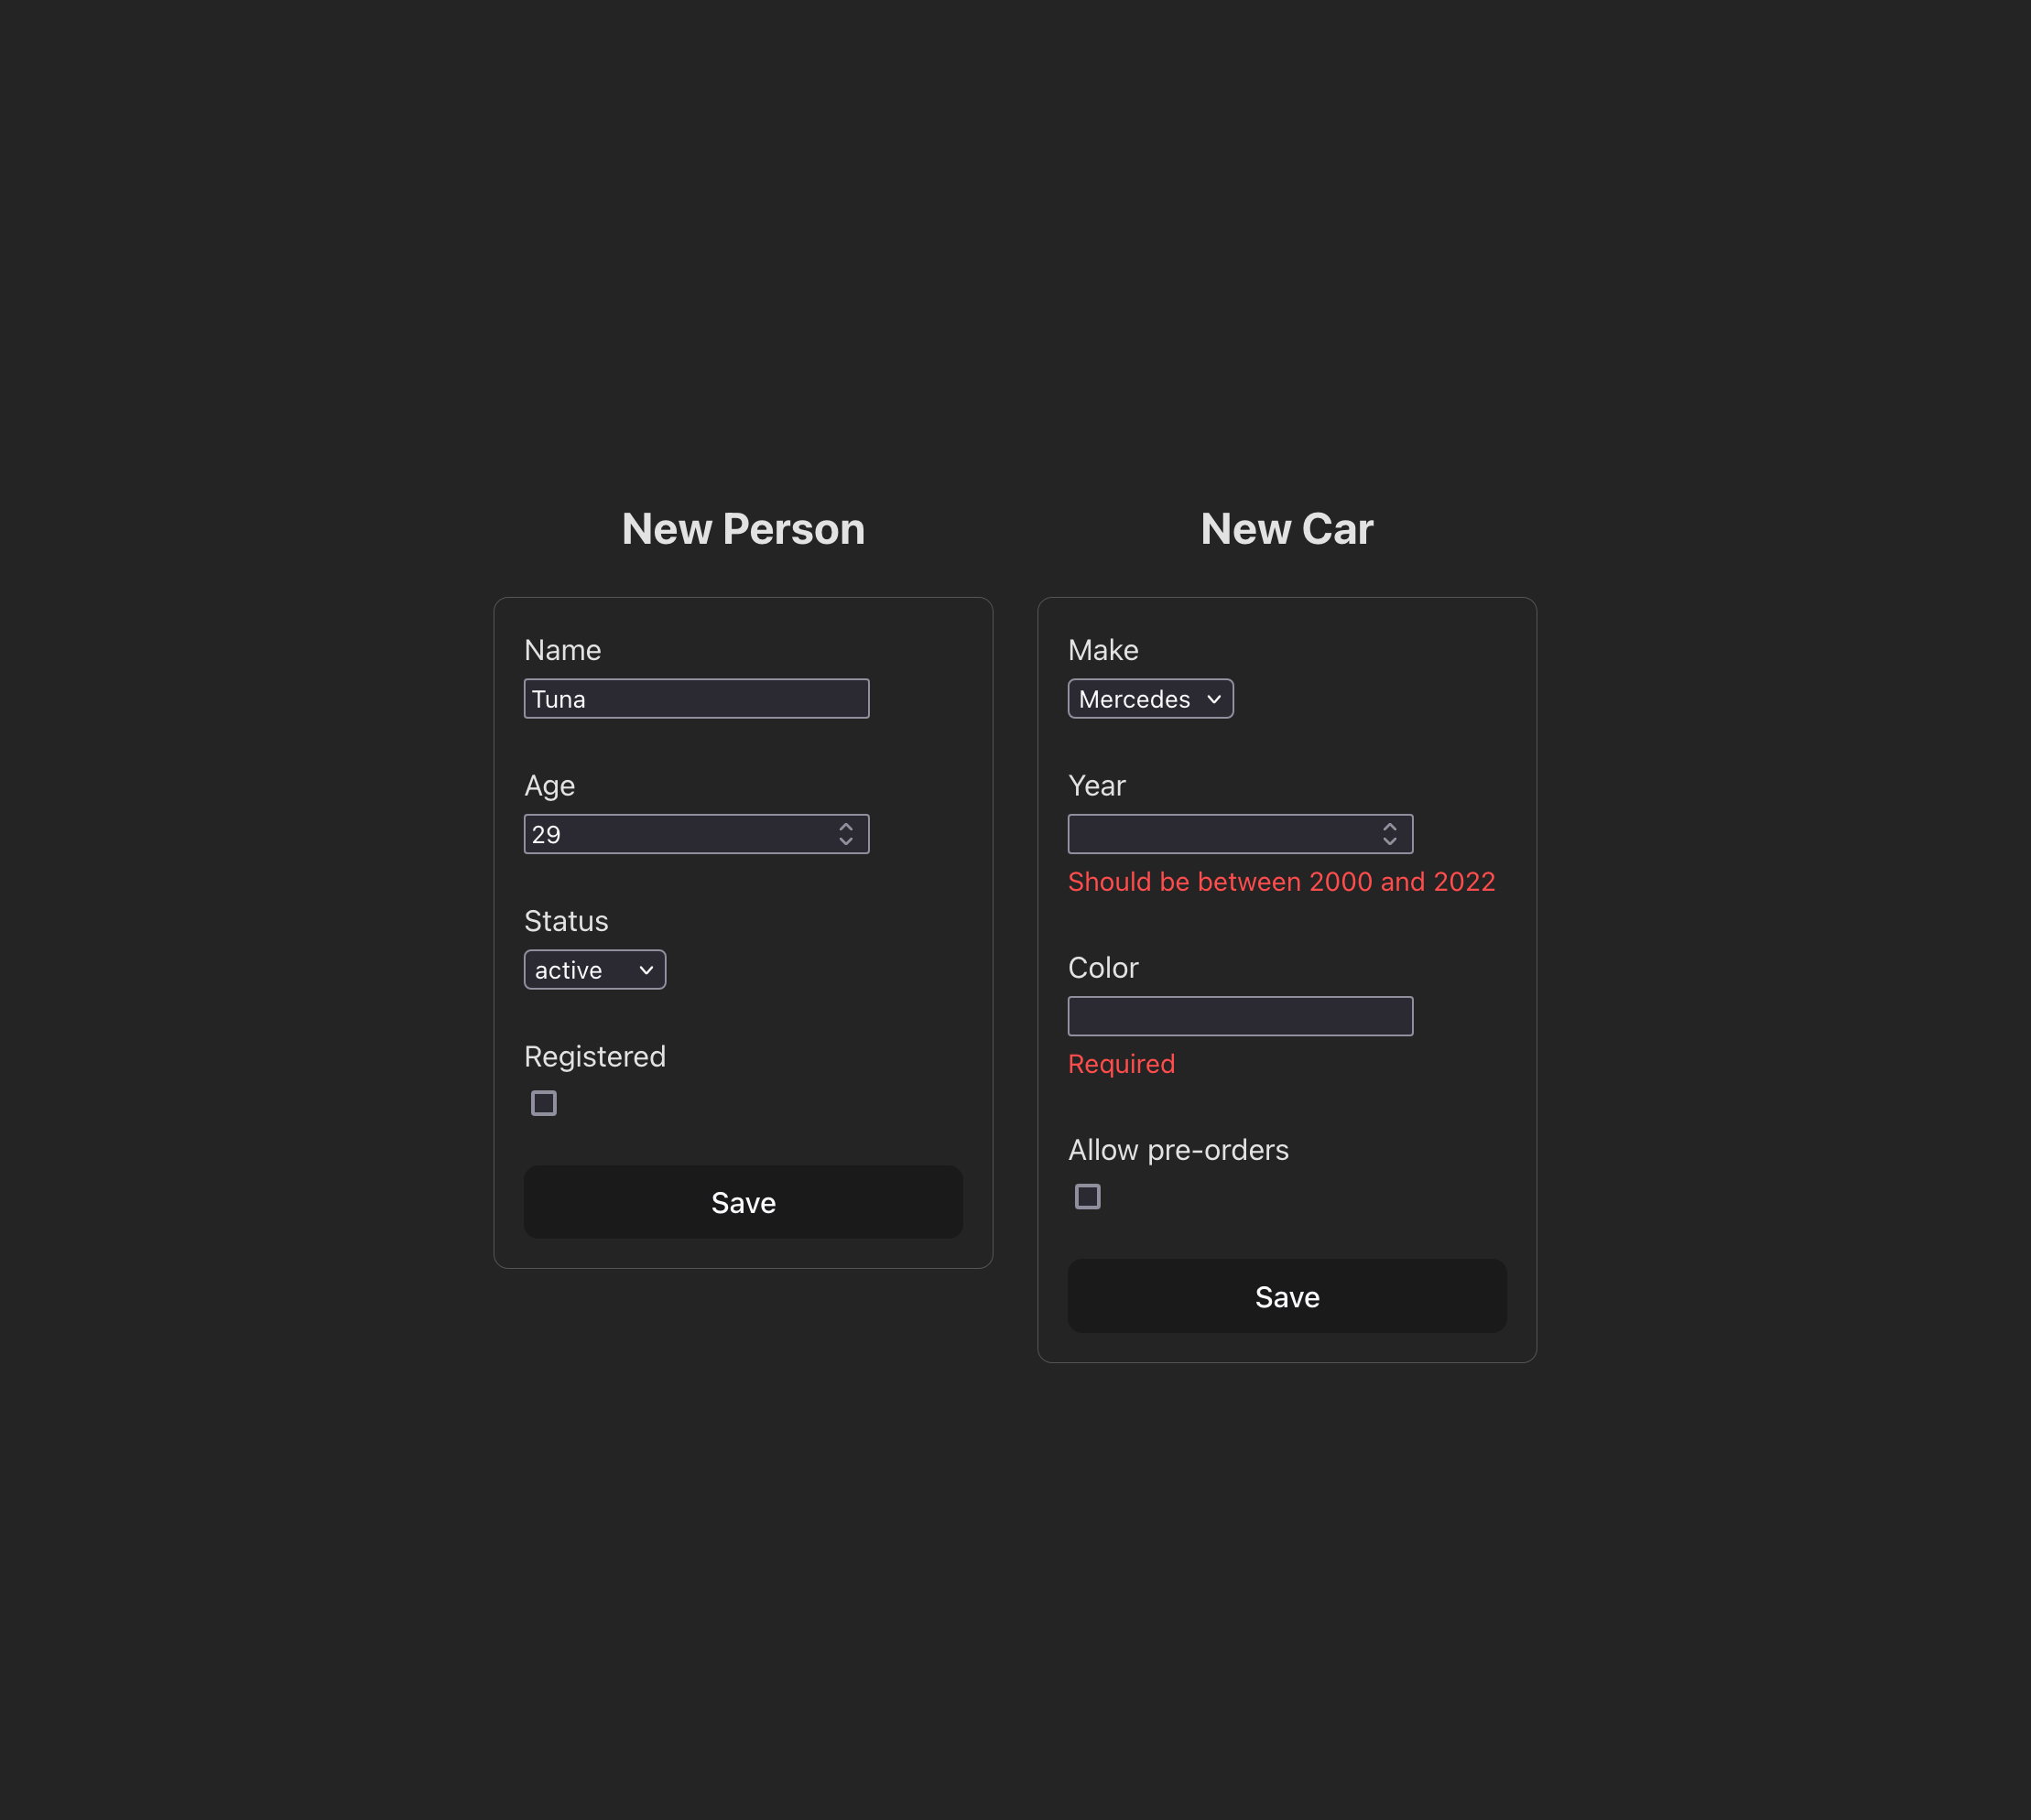 New Person
Name
Tuna
Age
29
Status
active
Registered
Save
New Car
Make
Mercedes
Year
Should be between 2000 and 2022
Color
Required
Allow pre-orders
Save